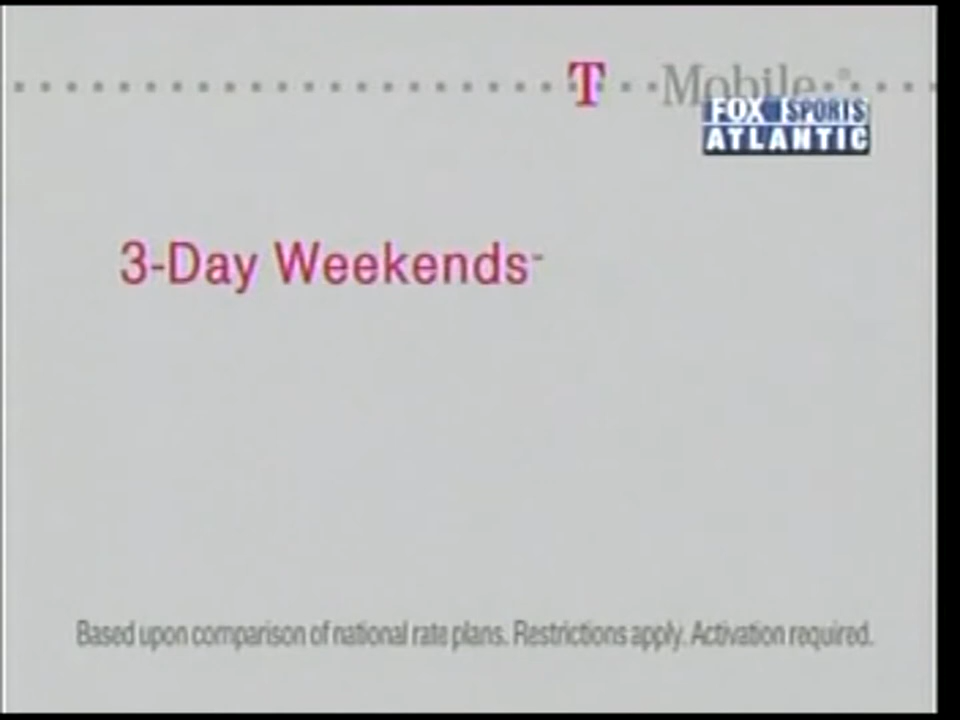 T Mobile®
FOX SPORTS
ATLANTIC
3-Day Weekends
Based upon comparison of national rate plans. Restrictions apply. Activation required.